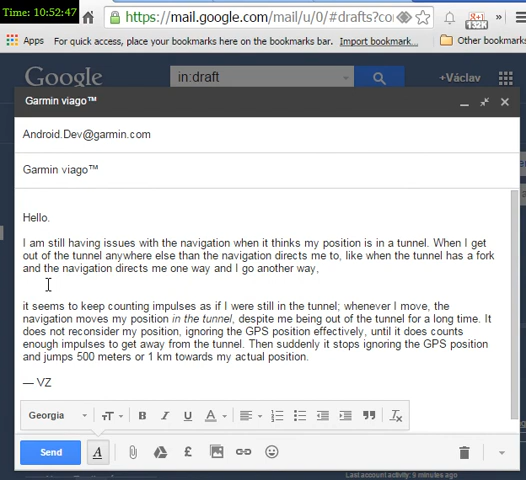 Time: 10:52:47
https://mail.google.com/mail/u/0/#drafts?co
132K
Apps For quick access, place your bookmarks here on the bookmarks bar. Import bookmark... Other bookmark
Google in:draft +Václav
Garmin viago™
Android.Dev@garmin.com
Garmin viago™
Hello.
I am still having issues with the navigation when it thinks my position is in a tunnel. When I get
out of the tunnel anywhere else than the navigation directs me to, like when the tunnel has a fork
and the navigation directs me one way and I go another way,
it seems to keep counting impulses as if I were still in the tunnel; whenever I move, the
navigation moves my position in the tunnel, despite me being out of the tunnel for a long time. It
does not reconsider my position, ignoring the GPS position effectively, until it does counts
enough impulses to get away from the tunnel. Then suddenly it stops ignoring the GPS position
and jumps 500 meters or 1 km towards my actual position.
— VZ
Georgia TT B I U A
Send A £
Last account activity: 9 minutes ago